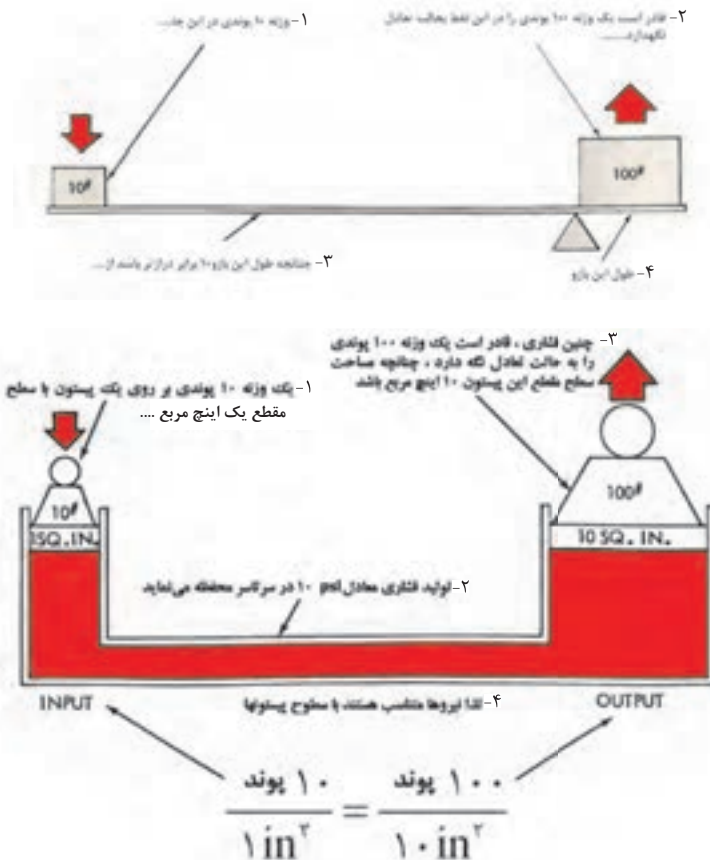 ۱- وزنه ۱۰ پوندی در این جد....
۲- قادر است یک وزنه ۱۰۰ پوندی را در این نقطه بحالت تعادل
نگهدارد.......
10#
100#
۳- چنانچه طول این بازو ۱۰ برابر درازتر باشد از....
۴- طول این بازو
۱- یک وزنه ۱۰ پوندی بر روی یک پیستون با سطح
مقطع یک اینچ مربع ....
۳- چنین فشاری ، قادر است یک وزنه ۱۰۰ پوندی
را به حالت تعادل نگه دارد ، چنانچه مساحت
سطح مقطع این پیستون ۱۰ اینچ مربع باشد
10#
1SQ. IN.
100#
10 SQ. IN.
۲- تولید فشاری معادل ۱۰ psi در سرتاسر محفظه می‌نماید
INPUT
۴- لذا نیروها متناسب هستند با سطوح پیستونها
OUTPUT
۱۰ پوند / ۱ in۲ = ۱۰۰ پوند / ۱۰ in۲